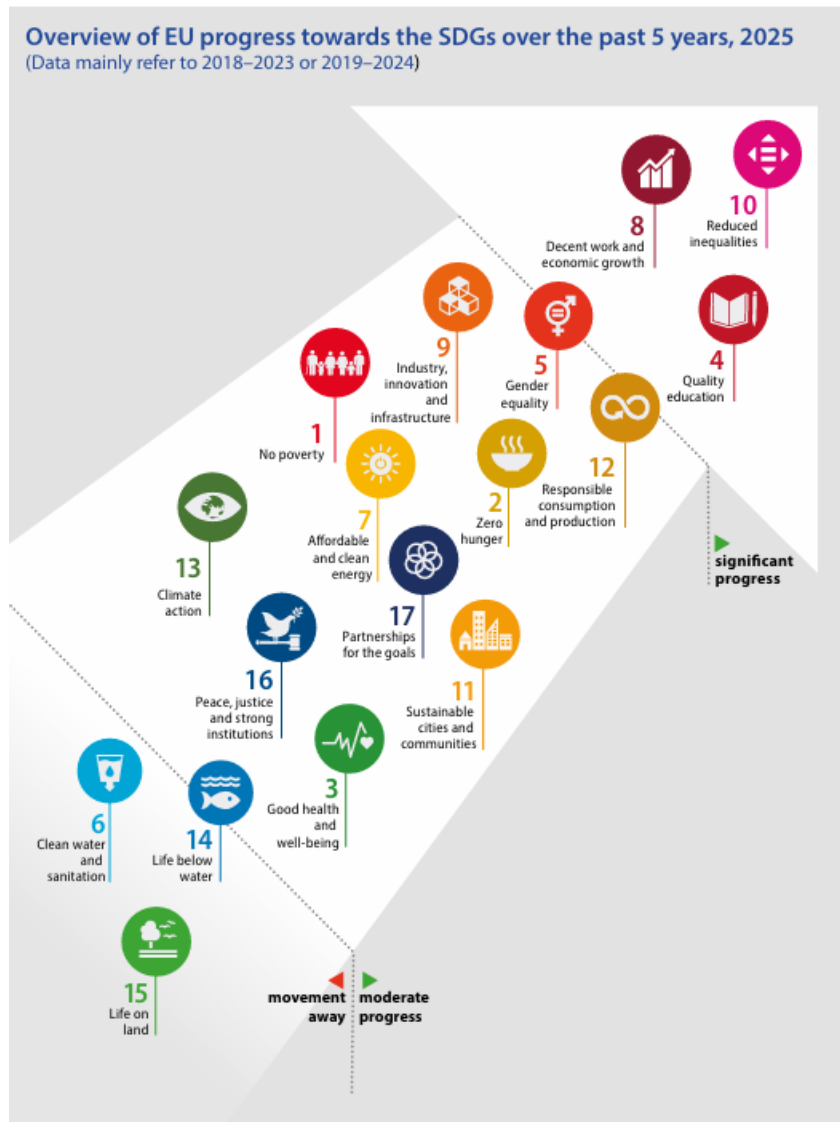 Overview of EU progress towards the SDGs over the past 5 years, 2025
(Data mainly refer to 2018–2023 or 2019–2024)
10
Reduced
inequalities
8
Decent work and
economic growth
4
Quality
education
5
Gender
equality
9
Industry,
innovation
and
infrastructure
1
No poverty
12
Responsible
consumption
and production
2
Zero
hunger
7
Affordable
and clean
energy
significant
progress
13
Climate
action
17
Partnerships
for the goals
16
Peace, justice
and strong
institutions
11
Sustainable
cities and
communities
3
Good health
and
well-being
6
Clean water
and
sanitation
14
Life below
water
15
Life on
land
movement
away
moderate
progress